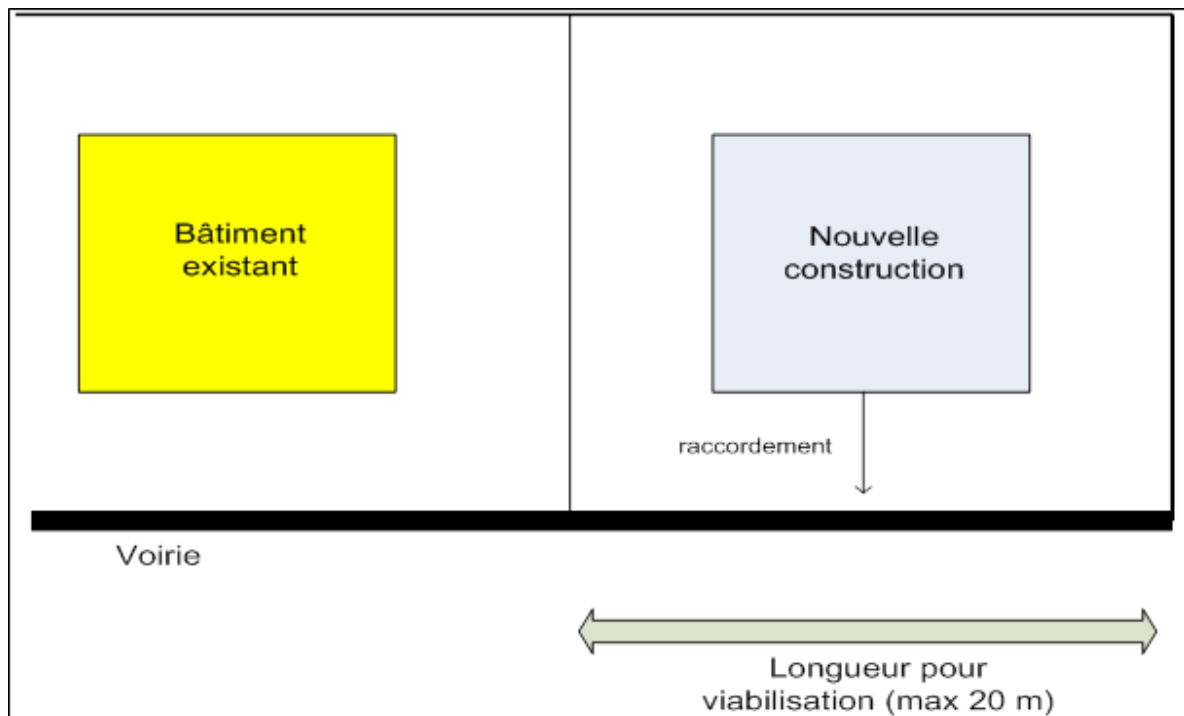 Bâtiment
existant
Nouvelle
construction
raccordement
Voirie
Longueur pour
viabilisation (max 20 m)